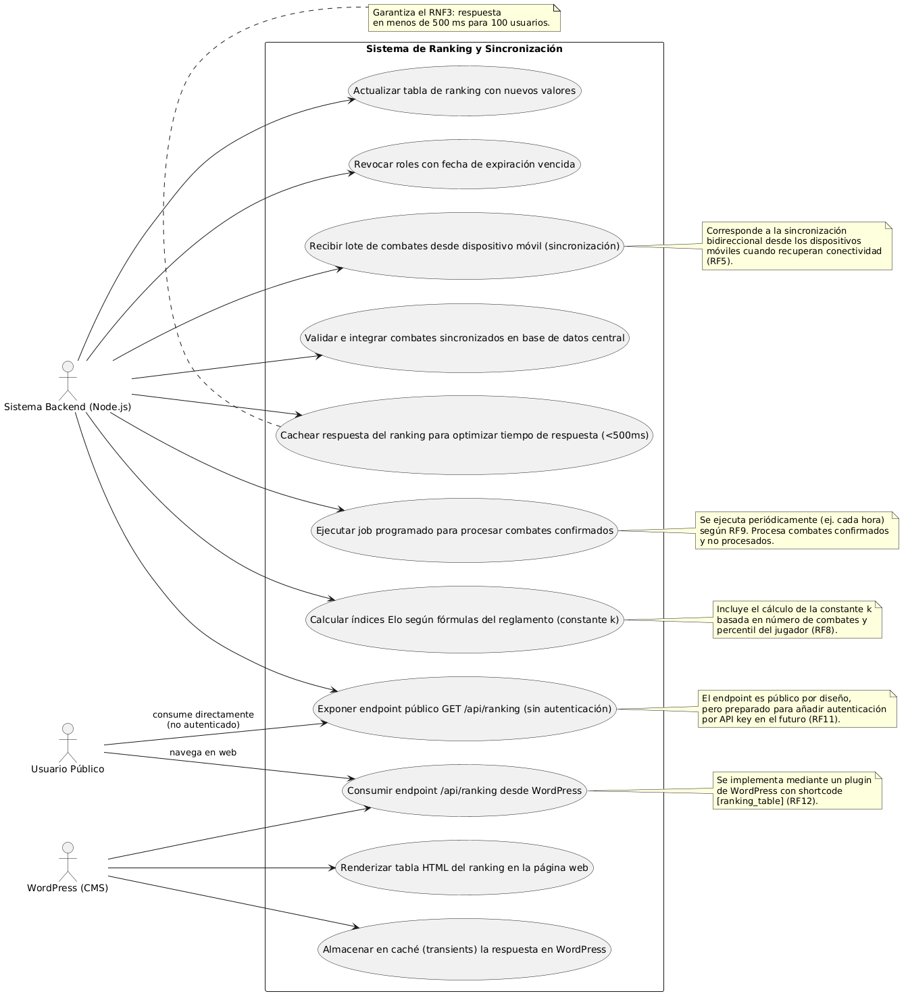 Garantiza el RNF3: respuesta
en menos de 500 ms para 100 usuarios.
Sistema de Ranking y Sincronización
Actualizar tabla de ranking con nuevos valores
Revocar roles con fecha de expiración vencida
Recibir lote de combates desde dispositivo móvil (sincronización)
Corresponde a la sincronización
bidireccional desde los dispositivos
móviles cuando recuperan conectividad
(RF5).
Validar e integrar combates sincronizados en base de datos central
Sistema Backend (Node.js)
Cachear respuesta del ranking para optimizar tiempo de respuesta (<500ms)
Ejecutar job programado para procesar combates confirmados
Se ejecuta periódicamente (ej. cada hora)
según RF9. Procesa combates confirmados
y no procesados.
Calcular índices Elo según fórmulas del reglamento (constante k)
Incluye el cálculo de la constante k
basada en número de combates y
percentil del jugador (RF8).
Exponer endpoint público GET /api/ranking (sin autenticación)
El endpoint es público por diseño,
pero preparado para añadir autenticación
por API key en el futuro (RF11).
consume directamente
(no autenticado)
navega en web
Usuario Público
Consumir endpoint /api/ranking desde WordPress
Se implementa mediante un plugin
de WordPress con shortcode
[ranking_table] (RF12).
WordPress (CMS)
Renderizar tabla HTML del ranking en la página web
Almacenar en caché (transients) la respuesta en WordPress